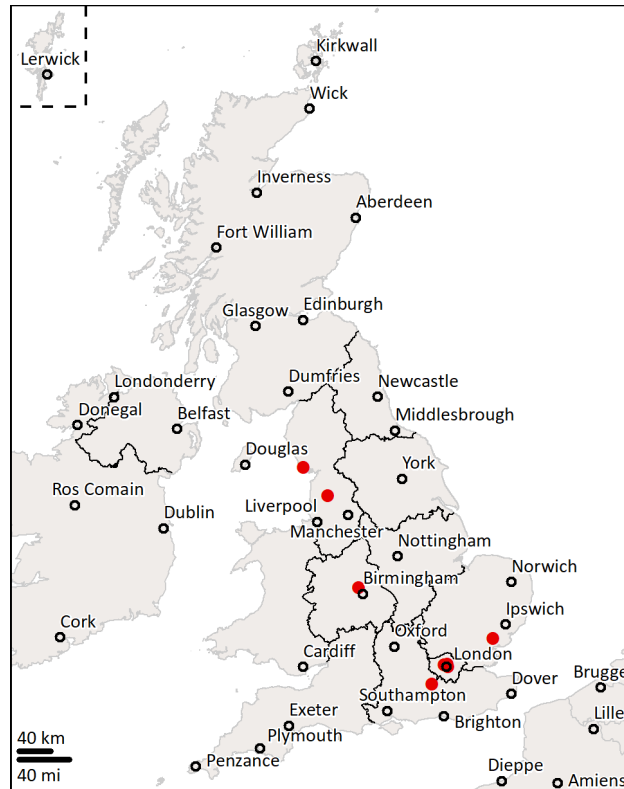 Kirkwall
Lerwick
Wick
Inverness
Aberdeen
Fort William
Glasgow
Edinburgh
Dumfries
Londonderry
Newcastle
Donegal
Belfast
Middlesbrough
Douglas
York
Ros Comain
Liverpool
Dublin
Manchester
Nottingham
Birmingham
Norwich
Ipswich
Cork
Oxford
Cardiff
London
Brugge
Southampton
Dover
Exeter
Brighton
Lille
Plymouth
40 km
Penzance
Dieppe
40 mi
Amiens